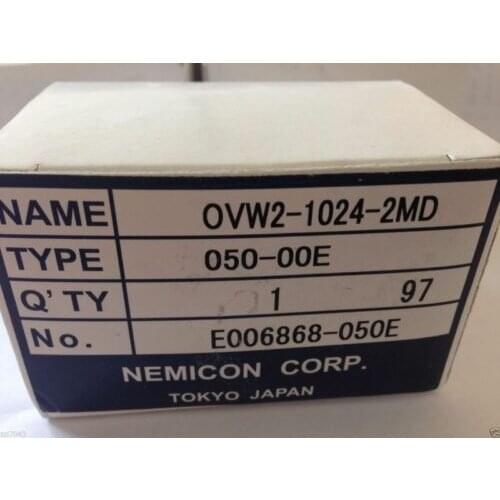 NAME OVW2-1024-2MD
TYPE 050-00E
Q'TY 1 97
No. E006868-050E
NEMICON CORP.
TOKYO JAPAN